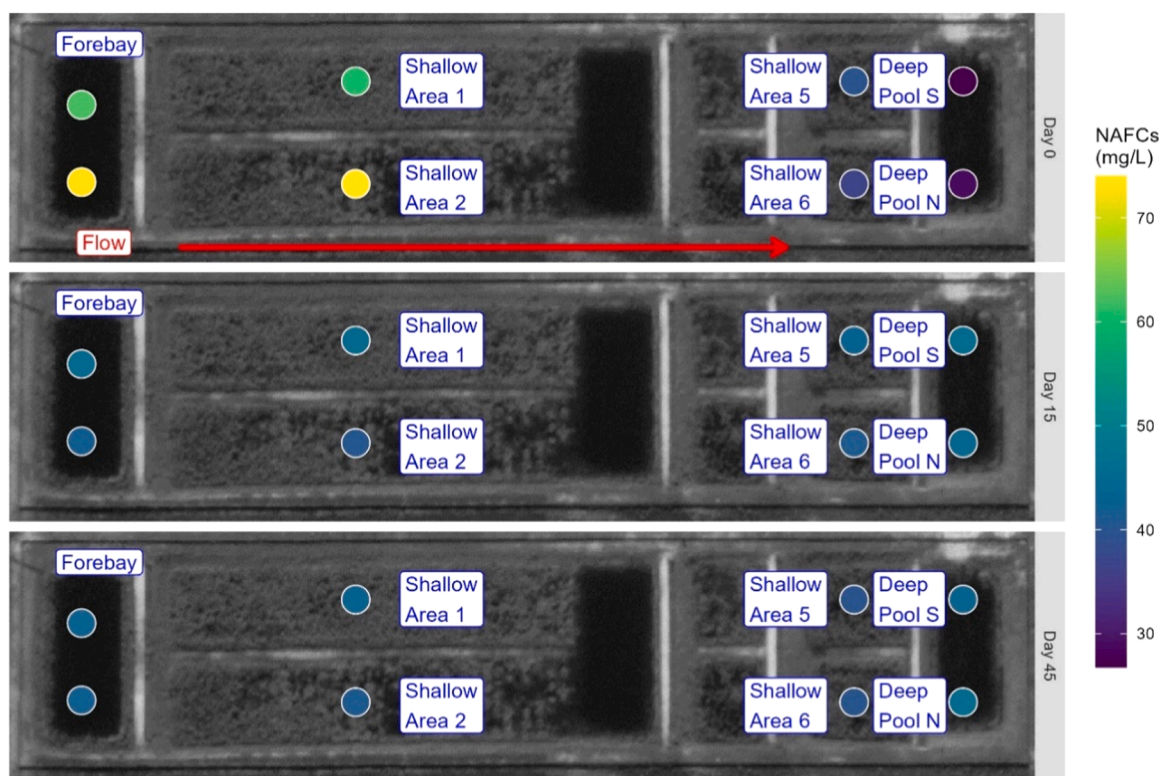 Forebay
Shallow
Area 1
Shallow
Area 5
Deep
Pool S
Shallow
Area 2
Shallow
Area 6
Deep
Pool N
Flow
Day 0
Forebay
Shallow
Area 1
Shallow
Area 5
Deep
Pool S
Shallow
Area 2
Shallow
Area 6
Deep
Pool N
Day 15
Forebay
Shallow
Area 1
Shallow
Area 5
Deep
Pool S
Shallow
Area 2
Shallow
Area 6
Deep
Pool N
Day 45
NAFCs
(mg/L)
70
60
50
40
30